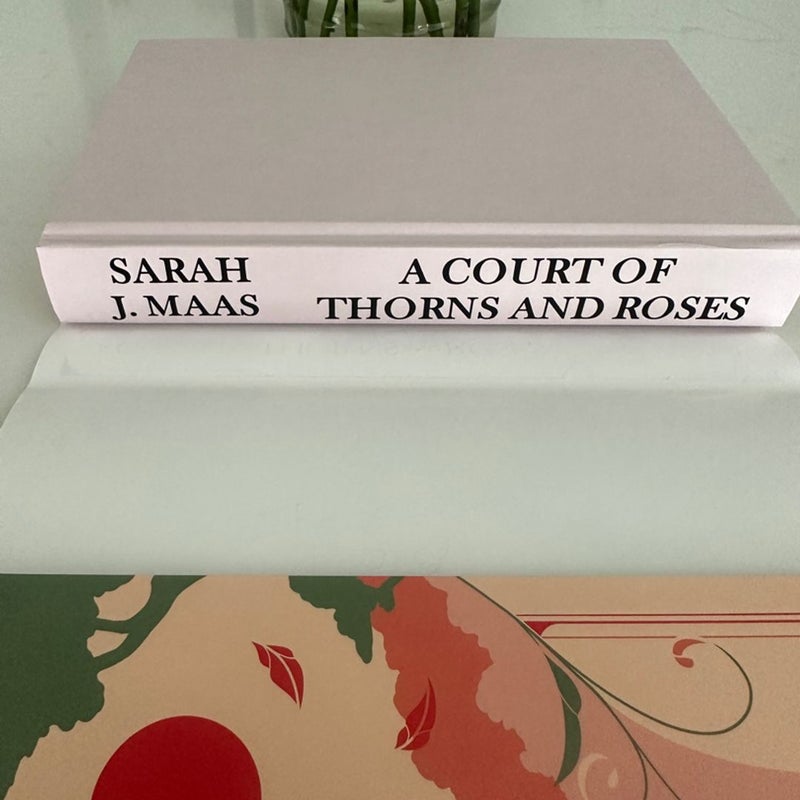 SARAH
J. MAAS
A COURT OF
THORNS AND ROSES